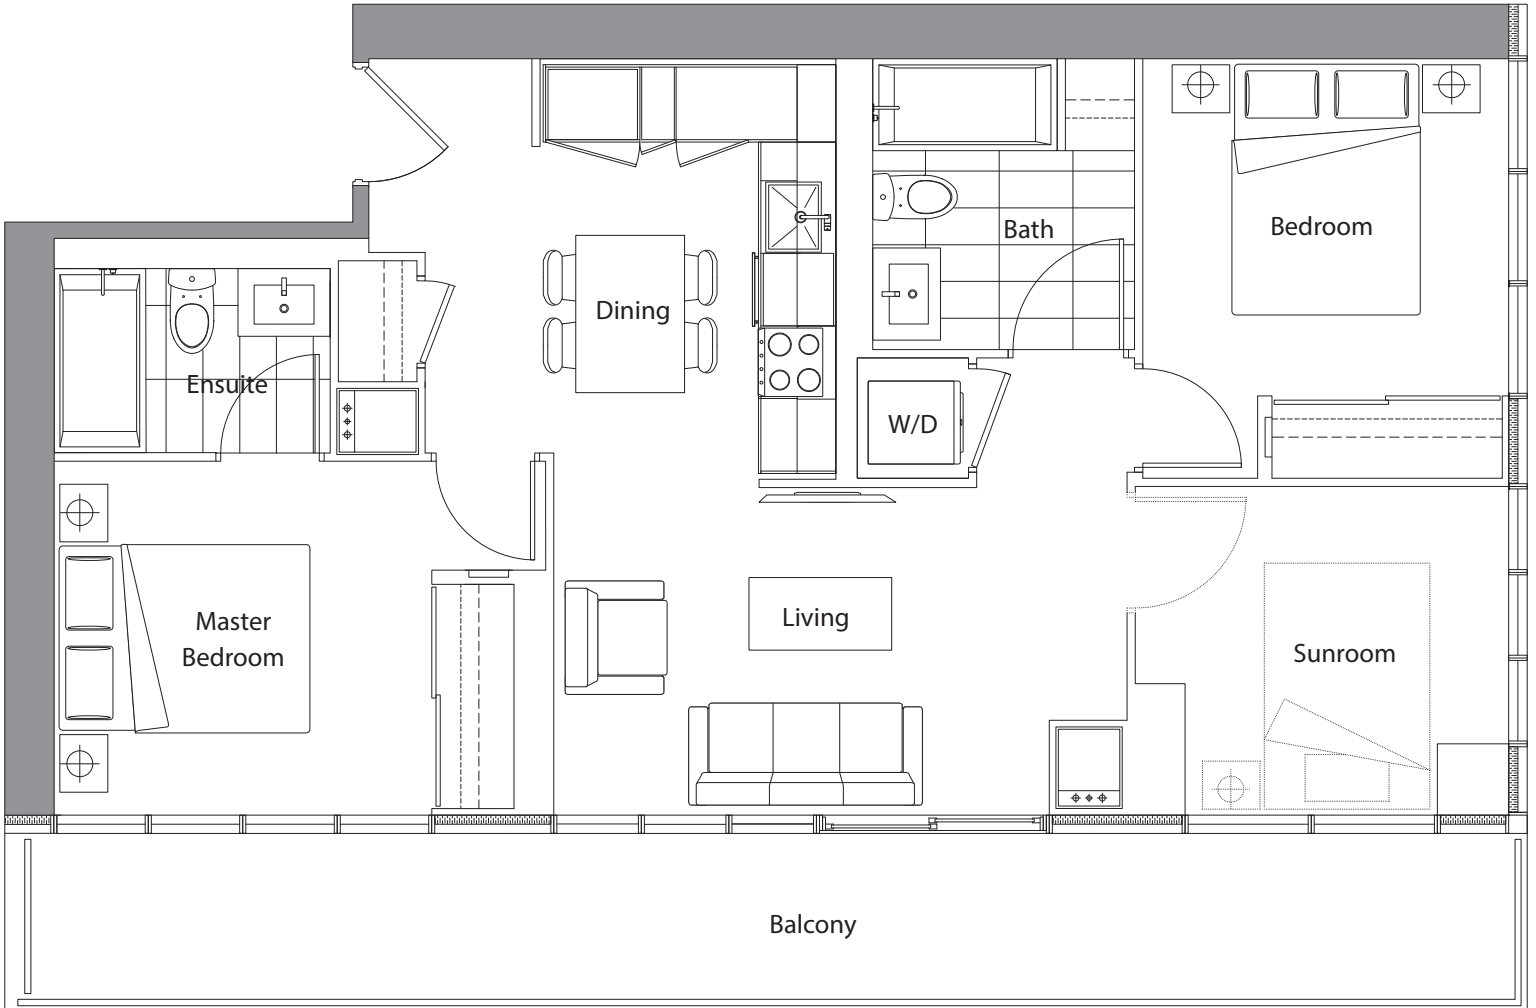 Bath
Bedroom
Dining
Ensuite
W/D
Living
Master
Bedroom
Sunroom
Balcony